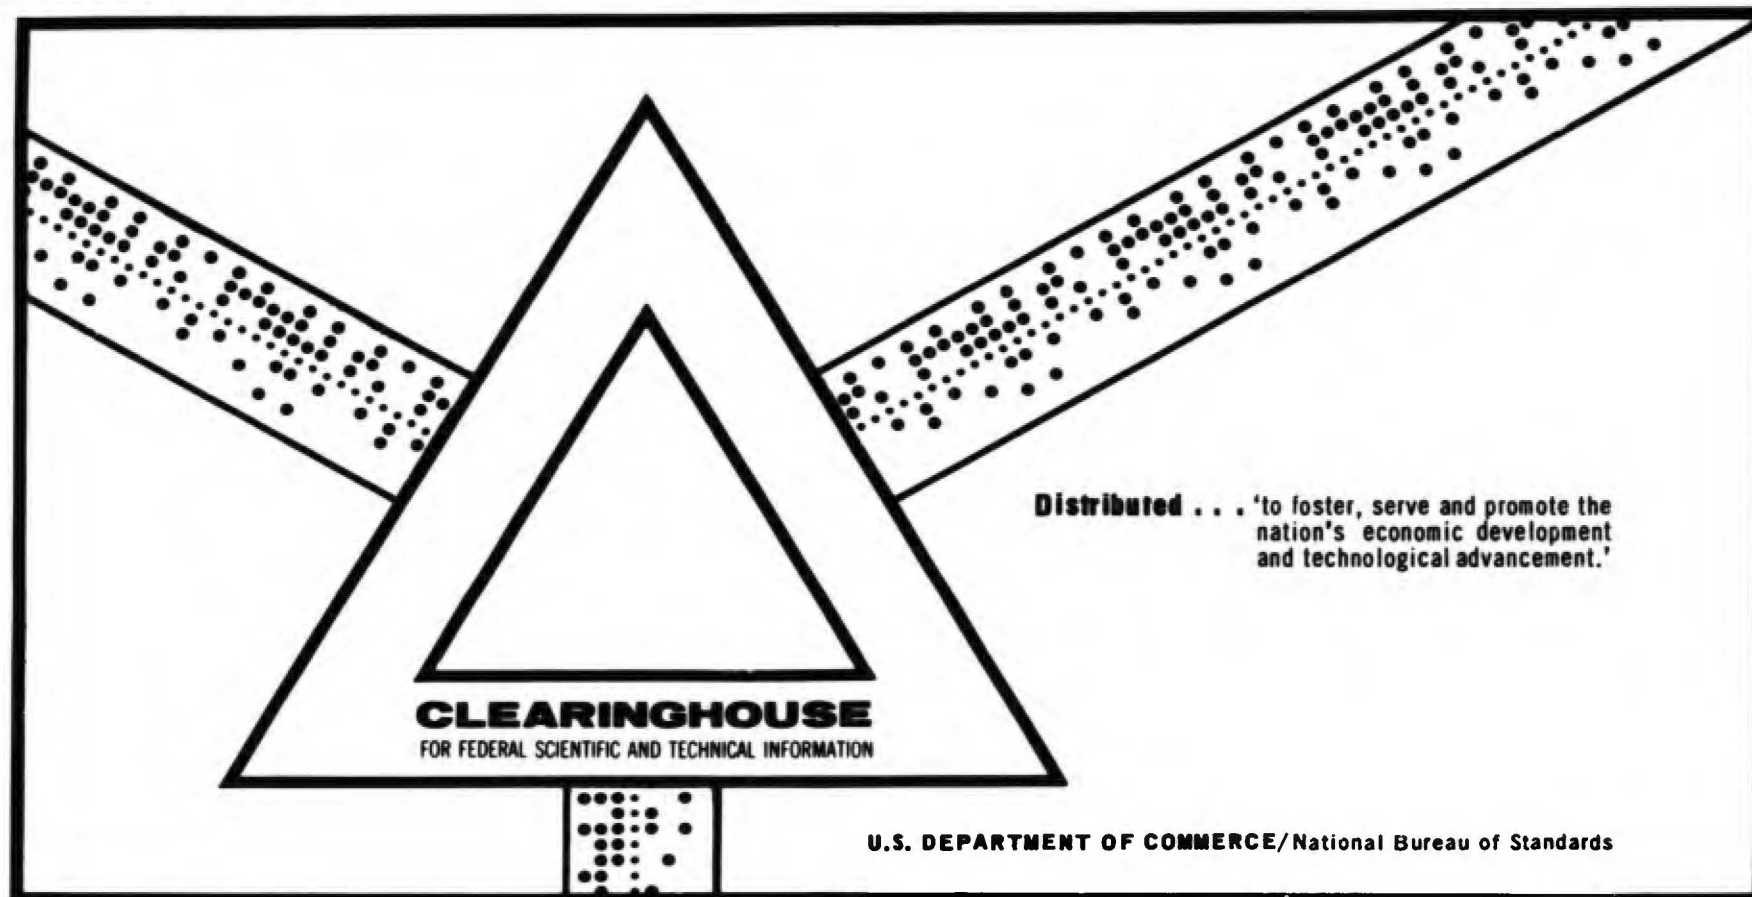 Distributed . . . 'to foster, serve and promote the
nation's economic development
and technological advancement.'
CLEARINGHOUSE
FOR FEDERAL SCIENTIFIC AND TECHNICAL INFORMATION
U.S. DEPARTMENT OF COMMERCE/National Bureau of Standards